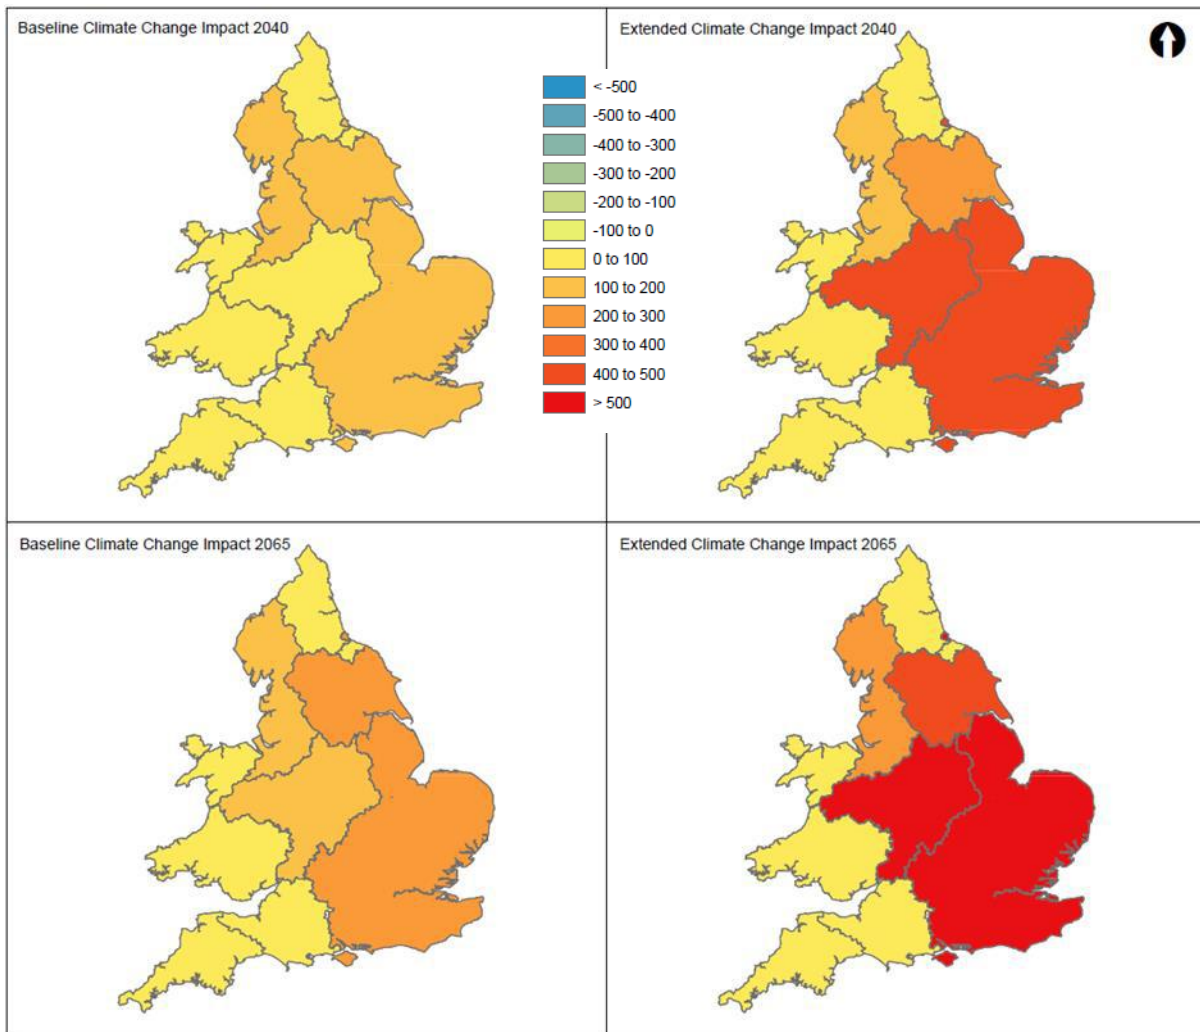 Baseline Climate Change Impact 2040
Extended Climate Change Impact 2040
< -500
-500 to -400
-400 to -300
-300 to -200
-200 to -100
-100 to 0
0 to 100
100 to 200
200 to 300
300 to 400
400 to 500
> 500
Baseline Climate Change Impact 2065
Extended Climate Change Impact 2065